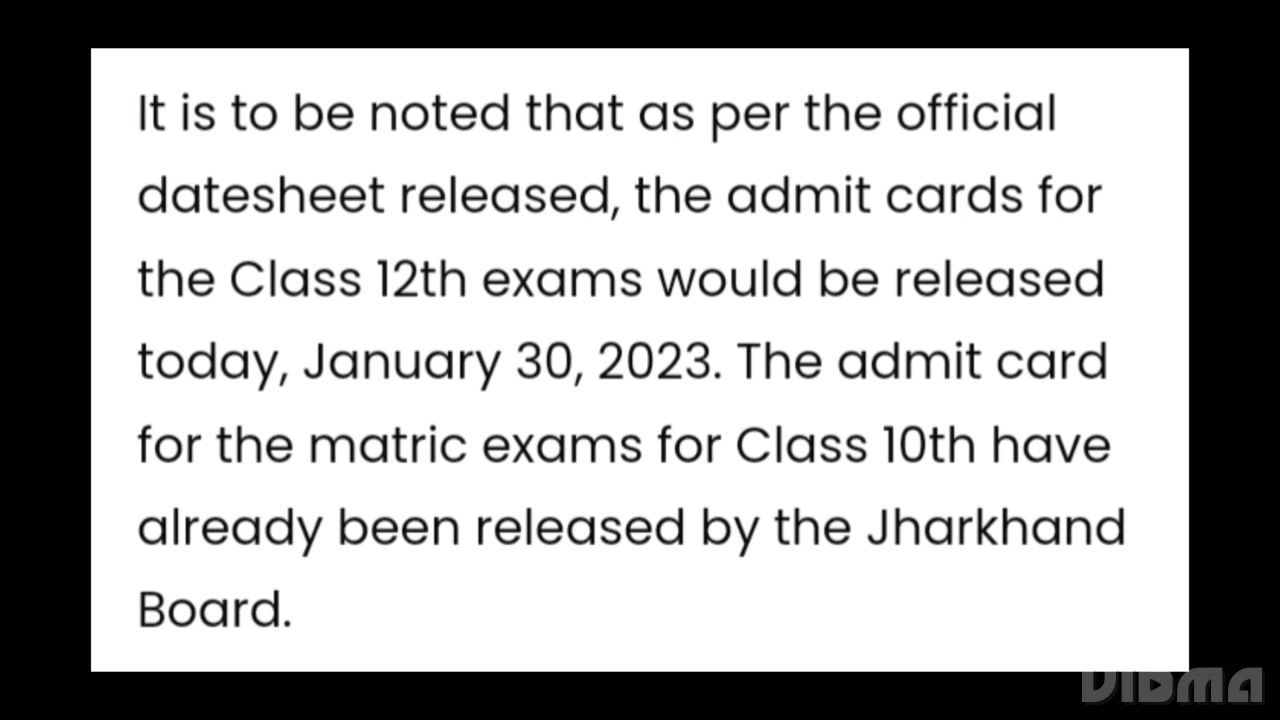 It is to be noted that as per the official
datesheet released, the admit cards for
the Class 12th exams would be released
today, January 30, 2023. The admit card
for the matric exams for Class 10th have
already been released by the Jharkhand
Board.
VIDMA